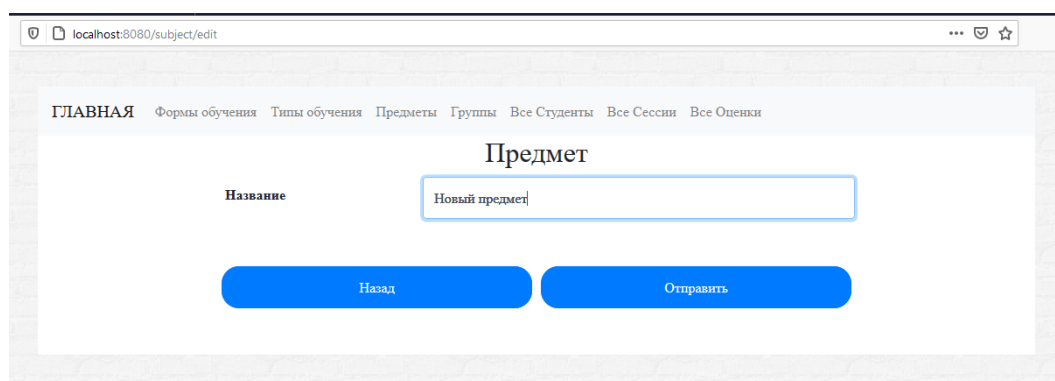 localhost:8080/subject/edit
ГЛАВНАЯ Формы обучения Типы обучения Предметы Группы Все Студенты Все Сессии Все Оценки
Предмет
Название Новый предмет
Назад Отправить